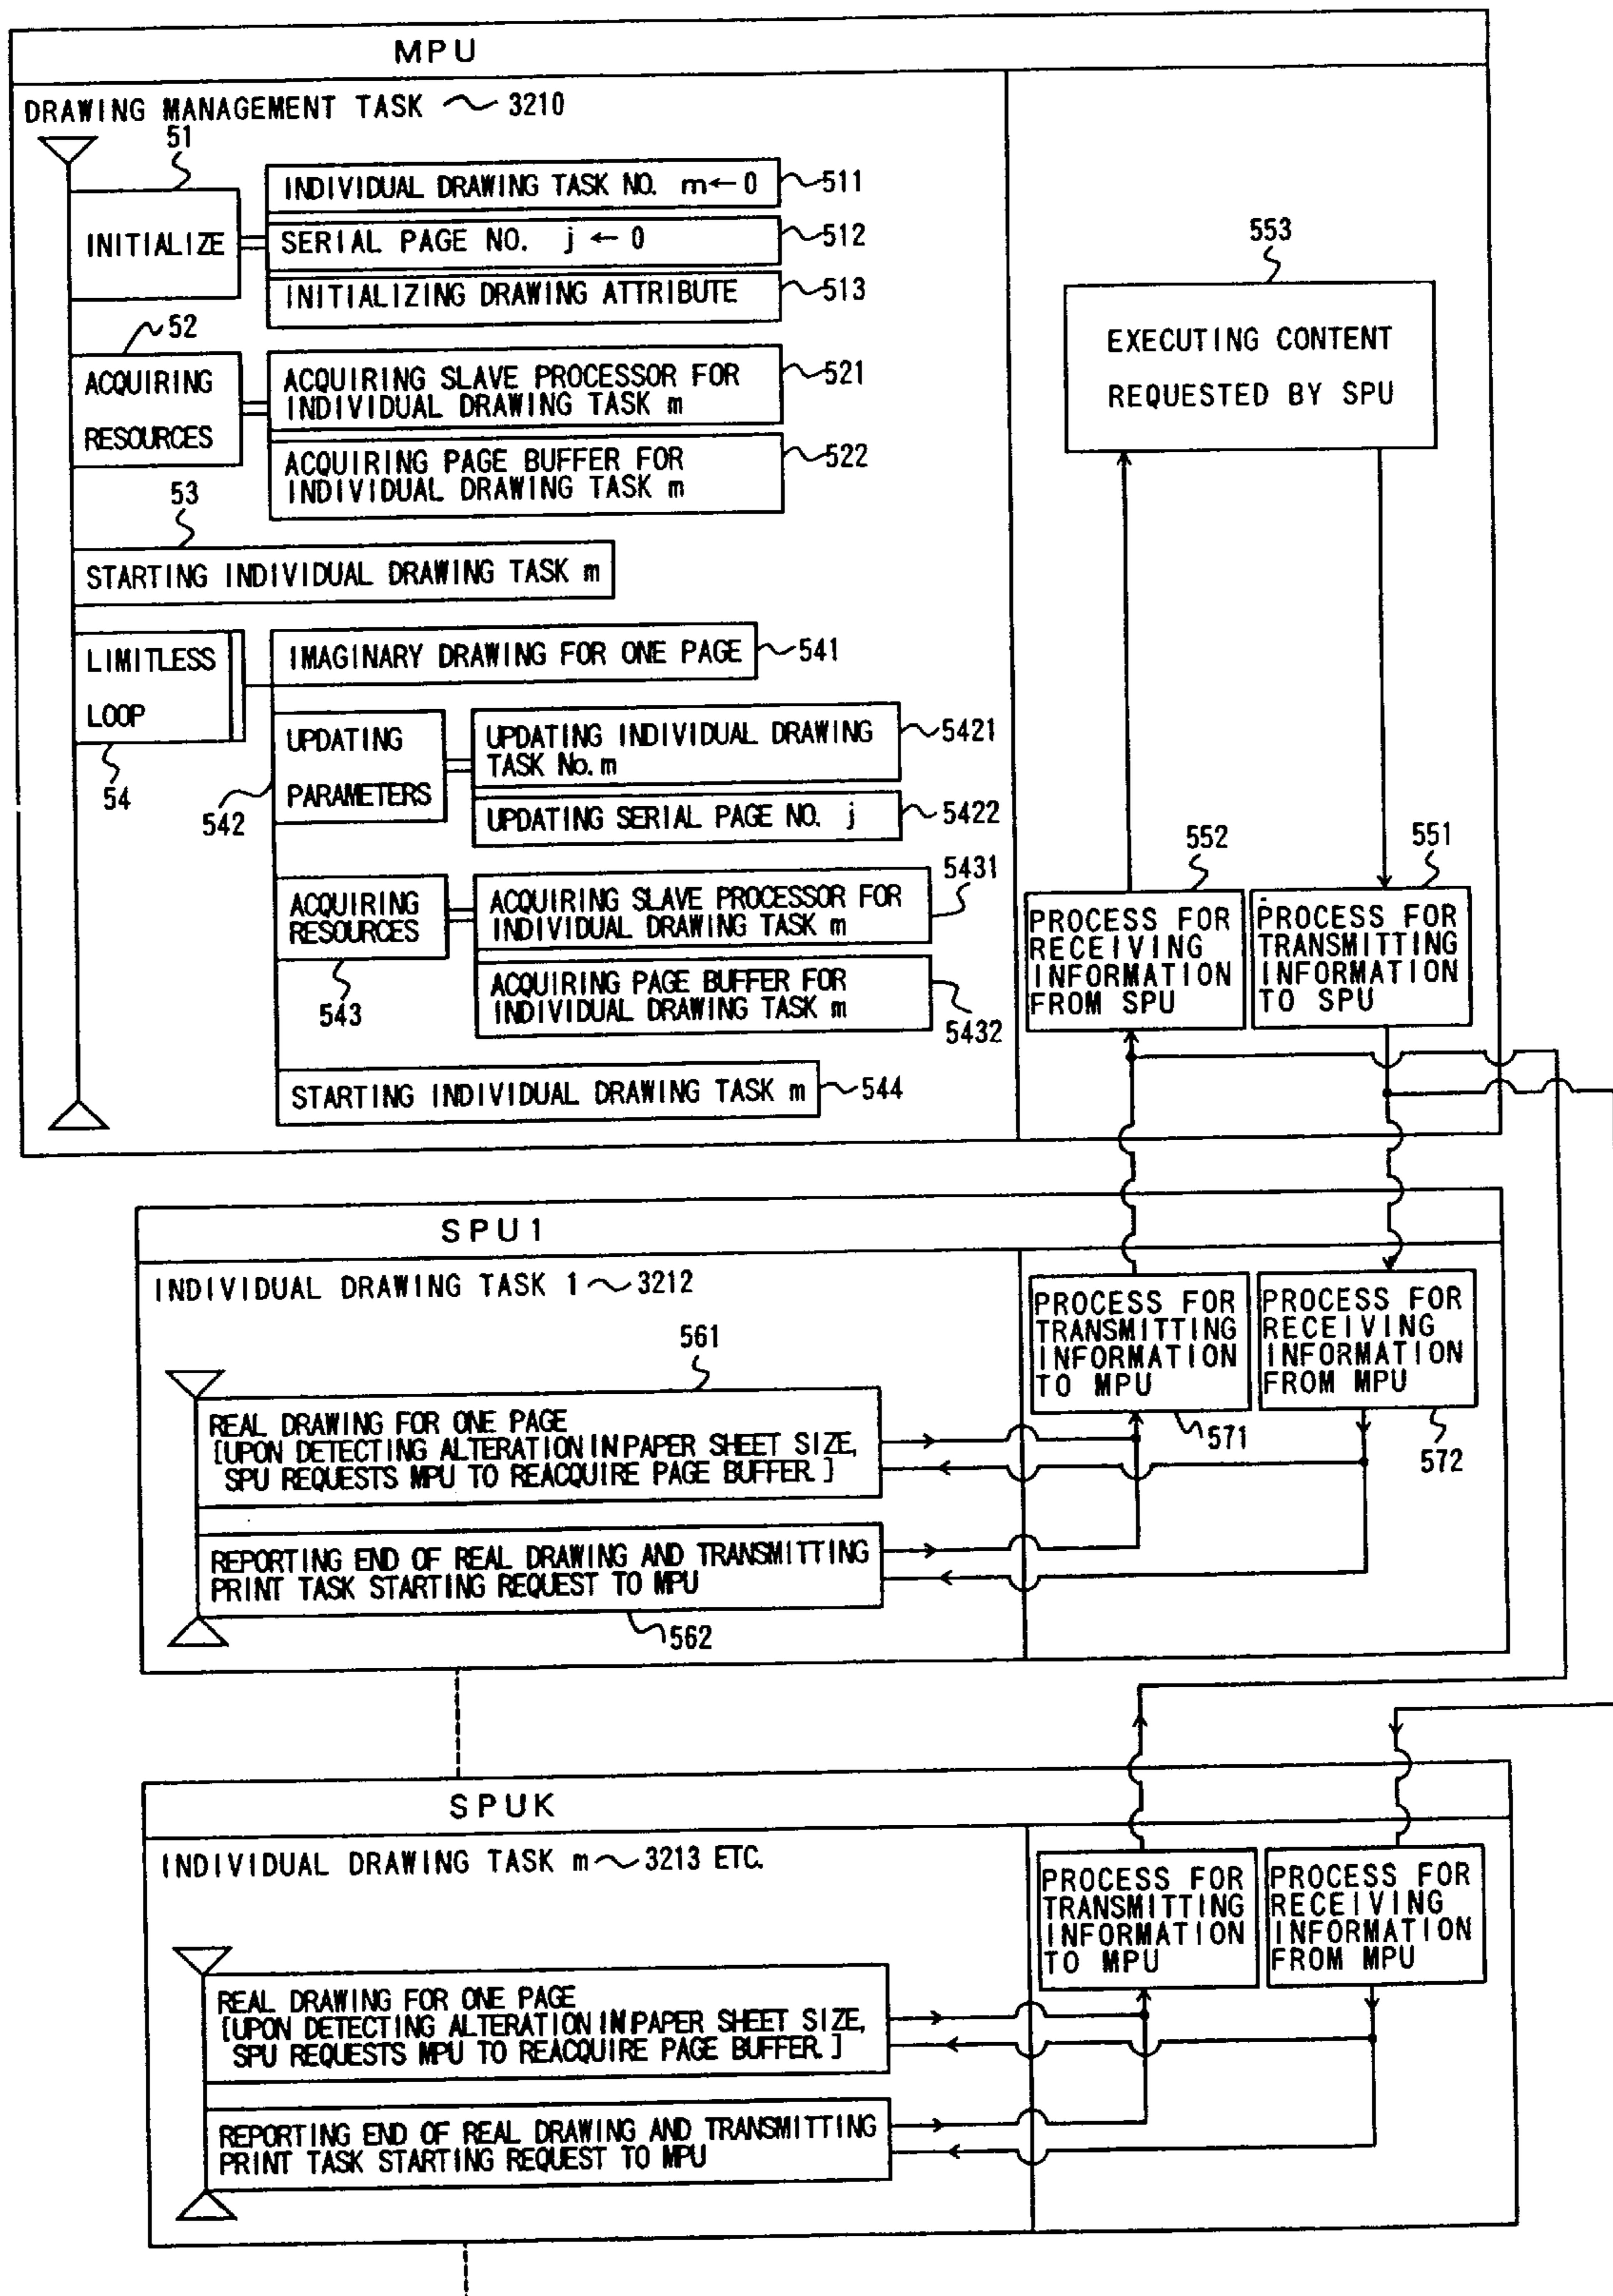 MPU
DRAWING MANAGEMENT TASK 3210
51
INITIALIZE
INDIVIDUAL DRAWING TASK NO. m←0
511
SERIAL PAGE NO. j ←0
512
INITIALIZING DRAWING ATTRIBUTE
513
52
ACQUIRING
RESOURCES
ACQUIRING SLAVE PROCESSOR FOR
INDIVIDUAL DRAWING TASK m
521
ACQUIRING PAGE BUFFER FOR
INDIVIDUAL DRAWING TASK m
522
53
STARTING INDIVIDUAL DRAWING TASK m
LIMITLESS
LOOP
54
IMAGINARY DRAWING FOR ONE PAGE
541
UPDATING
PARAMETERS
542
UPDATING INDIVIDUAL DRAWING
TASK No. m
5421
UPDATING SERIAL PAGE NO. j
5422
ACQUIRING
RESOURCES
543
ACQUIRING SLAVE PROCESSOR FOR
INDIVIDUAL DRAWING TASK m
5431
ACQUIRING PAGE BUFFER FOR
INDIVIDUAL DRAWING TASK m
5432
STARTING INDIVIDUAL DRAWING TASK m
544
553
EXECUTING CONTENT
REQUESTED BY SPU
552
PROCESS FOR
RECEIVING
INFORMATION
FROM SPU
551
PROCESS FOR
TRANSMITTING
INFORMATION
TO SPU
SPU1
INDIVIDUAL DRAWING TASK 1 3212
561
REAL DRAWING FOR ONE PAGE
[UPON DETECTING ALTERATION IN PAPER SHEET SIZE,
SPU REQUESTS MPU TO REACQUIRE PAGE BUFFER.]
REPORTING END OF REAL DRAWING AND TRANSMITTING
PRINT TASK STARTING REQUEST TO MPU
562
PROCESS FOR
TRANSMITTING
INFORMATION
TO MPU
571
PROCESS FOR
RECEIVING
INFORMATION
FROM MPU
572
SPUK
INDIVIDUAL DRAWING TASK m 3213 ETC.
REAL DRAWING FOR ONE PAGE
[UPON DETECTING ALTERATION IN PAPER SHEET SIZE,
SPU REQUESTS MPU TO REACQUIRE PAGE BUFFER.]
REPORTING END OF REAL DRAWING AND TRANSMITTING
PRINT TASK STARTING REQUEST TO MPU
PROCESS FOR
TRANSMITTING
INFORMATION
TO MPU
PROCESS FOR
RECEIVING
INFORMATION
FROM MPU